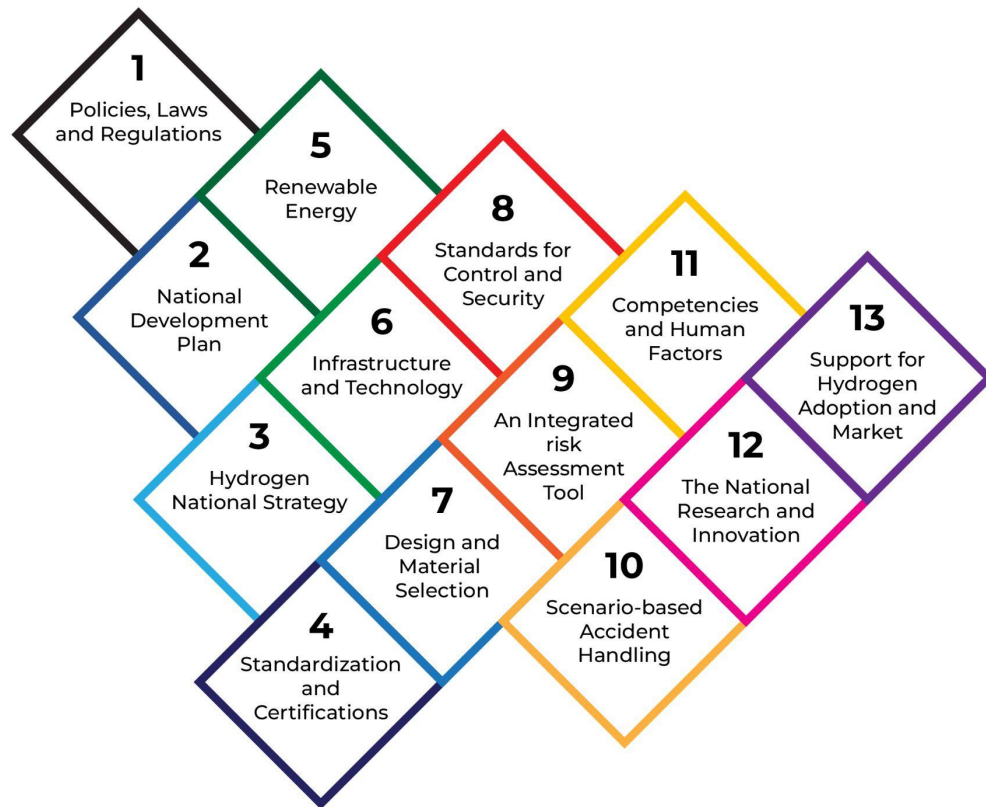 1
Policies, Laws
and Regulations
2
National
Development
Plan
3
Hydrogen
National Strategy
4
Standardization
and
Certifications
5
Renewable
Energy
6
Infrastructure
and Technology
7
Design and
Material
Selection
8
Standards for
Control and
Security
9
An Integrated
risk
Assessment
Tool
10
Scenario-based
Accident
Handling
11
Competencies
and Human
Factors
12
The National
Research and
Innovation
13
Support for
Hydrogen
Adoption and
Market